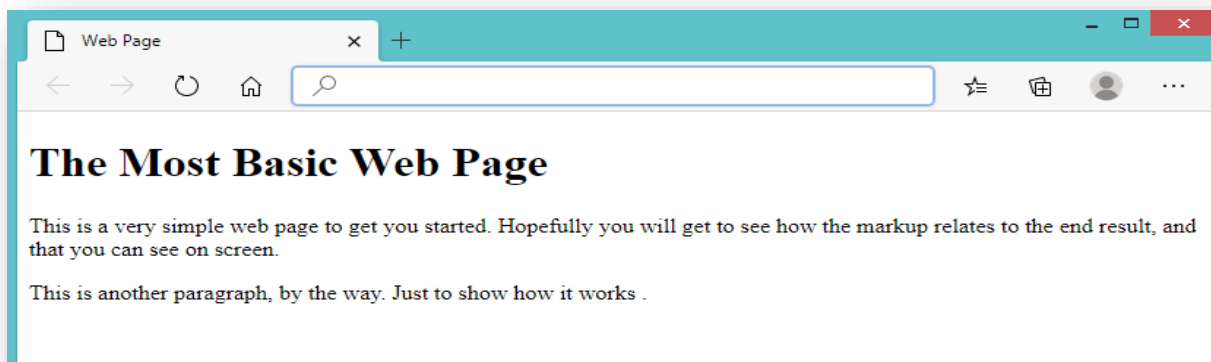 Web Page
The Most Basic Web Page
This is a very simple web page to get you started. Hopefully you will get to see how the markup relates to the end result, and
that you can see on screen.
This is another paragraph, by the way. Just to show how it works .